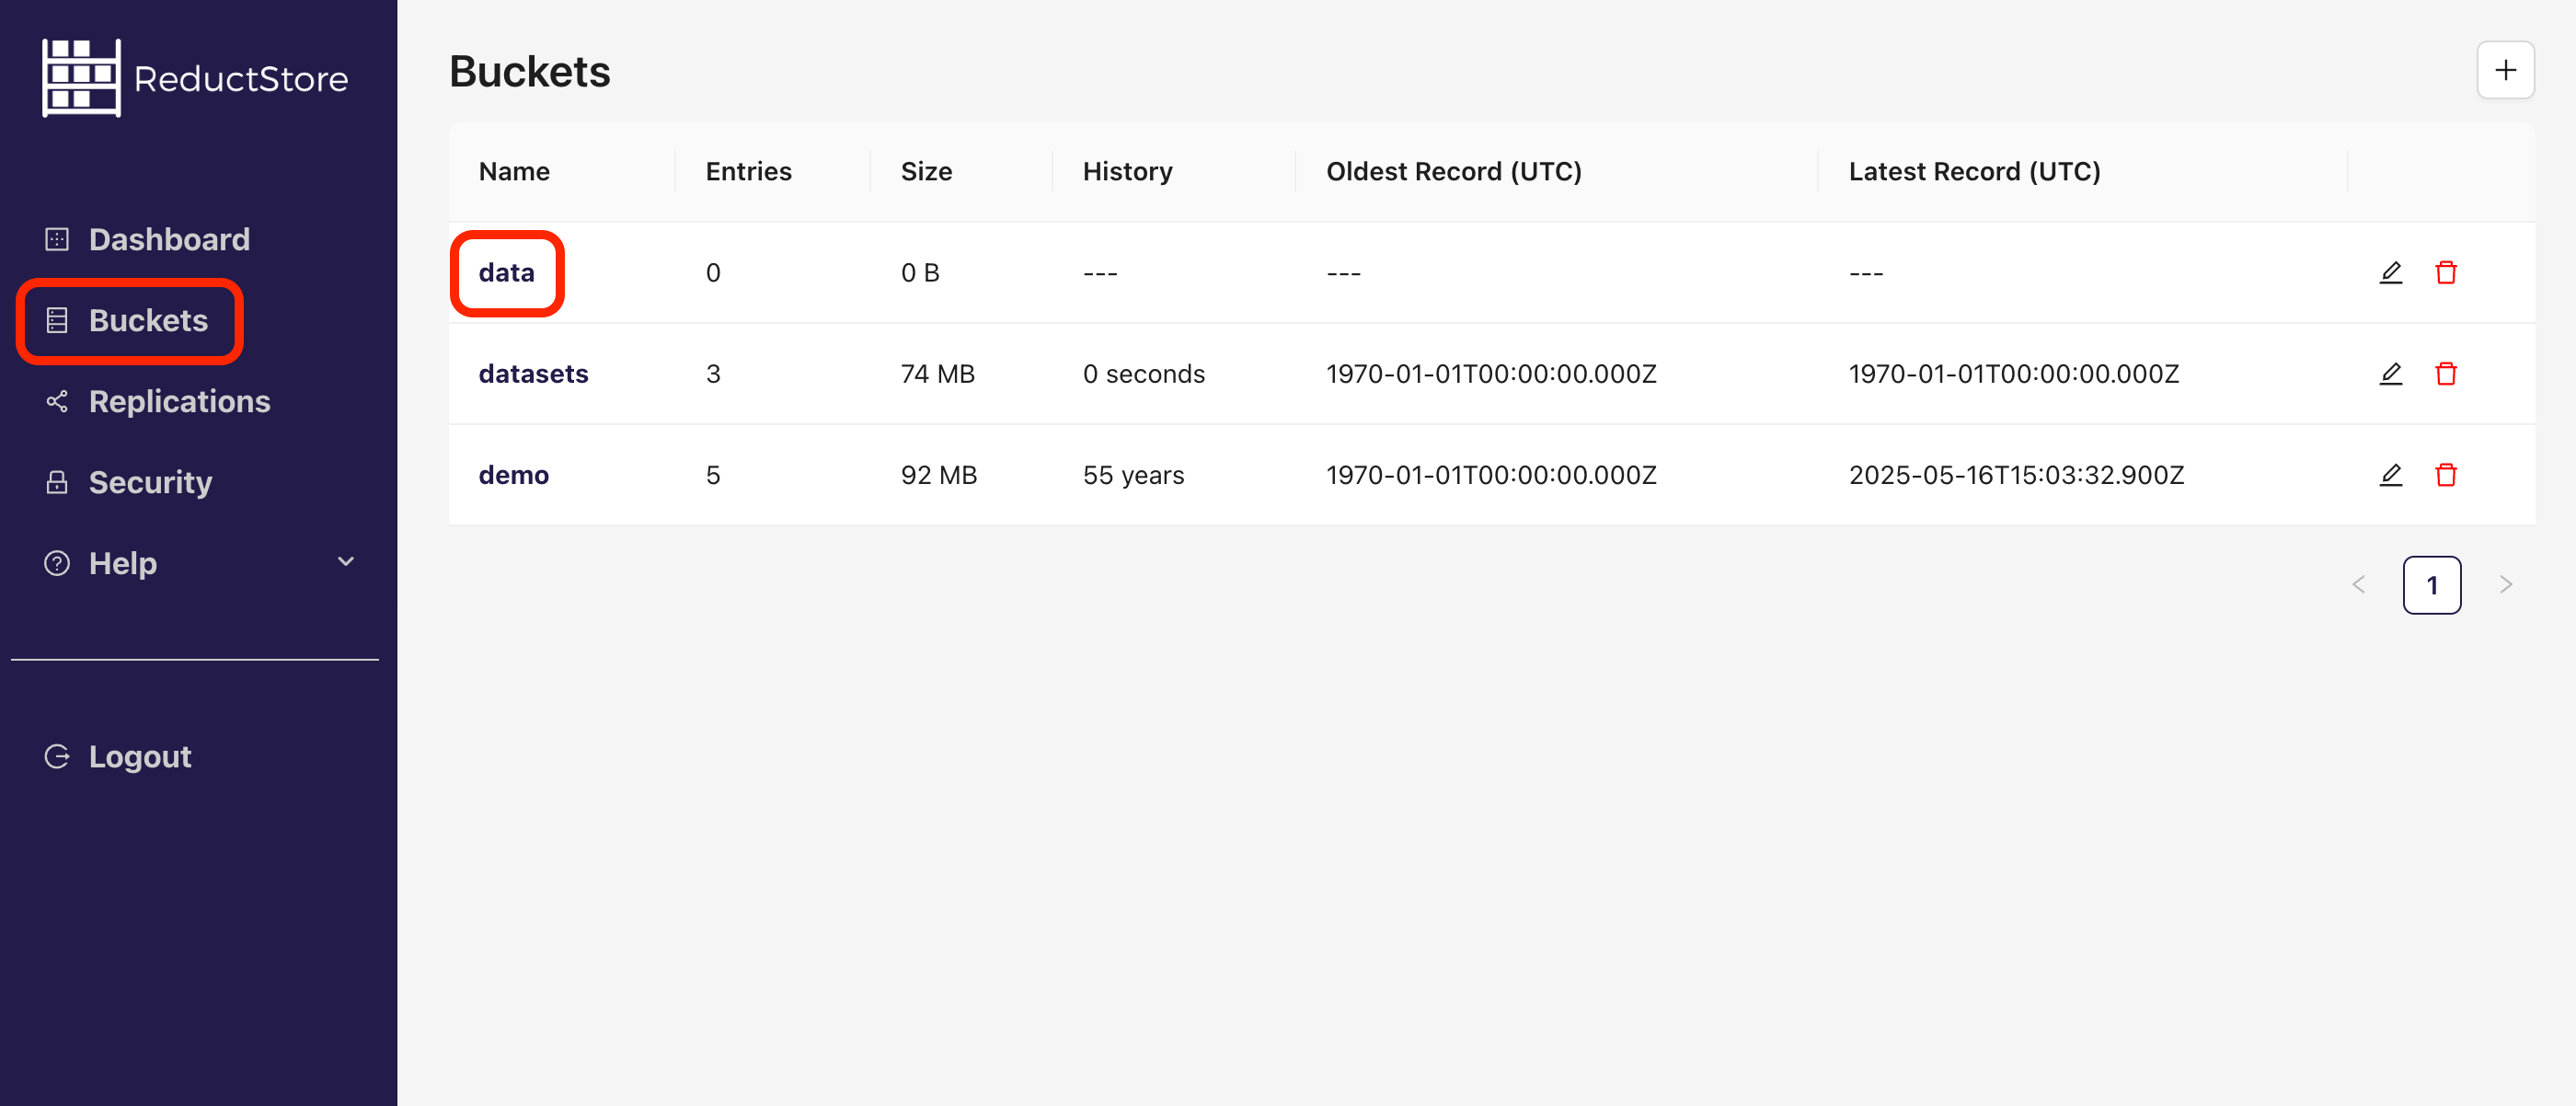 ReductStore
Dashboard
Buckets
Replications
Security
Help
Logout
Buckets
Name Entries Size History Oldest Record (UTC) Latest Record (UTC)
data 0 0 B --- --- ---
datasets 3 74 MB 0 seconds 1970-01-01T00:00:00.000Z 1970-01-01T00:00:00.000Z
demo 5 92 MB 55 years 1970-01-01T00:00:00.000Z 2025-05-16T15:03:32.900Z
1